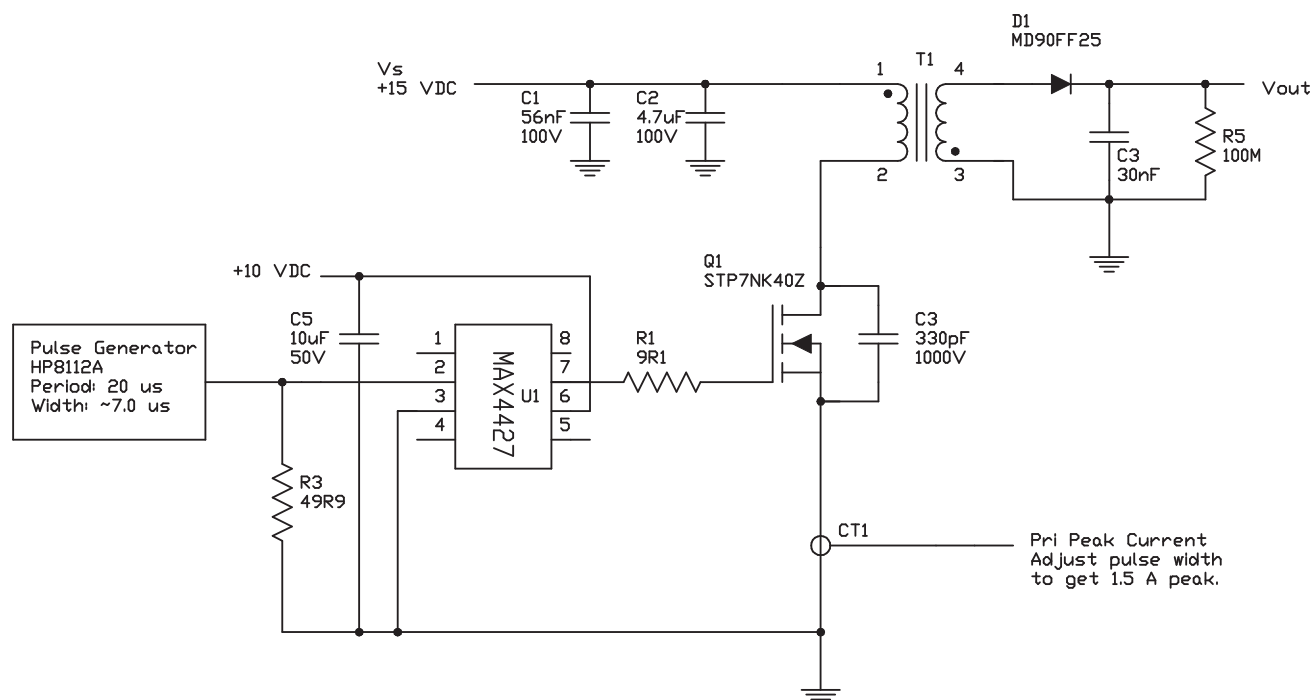 D1
MD90FF25
T1
1
4
Vs
+15 VDC
Vout
C1
56nF
100V
C2
4.7uF
100V
C3
30nF
R5
100M
2
3
+10 VDC
Q1
STP7NK40Z
C5
10uF
50V
Pulse Generator
HP8112A
Period: 20 us
Width: ~7.0 us
1
2
3
4
MAX4427
U1
8
7
6
5
R1
9R1
C3
330pF
1000V
R3
49R9
CT1
Pri Peak Current
Adjust pulse width
to get 1.5 A peak.